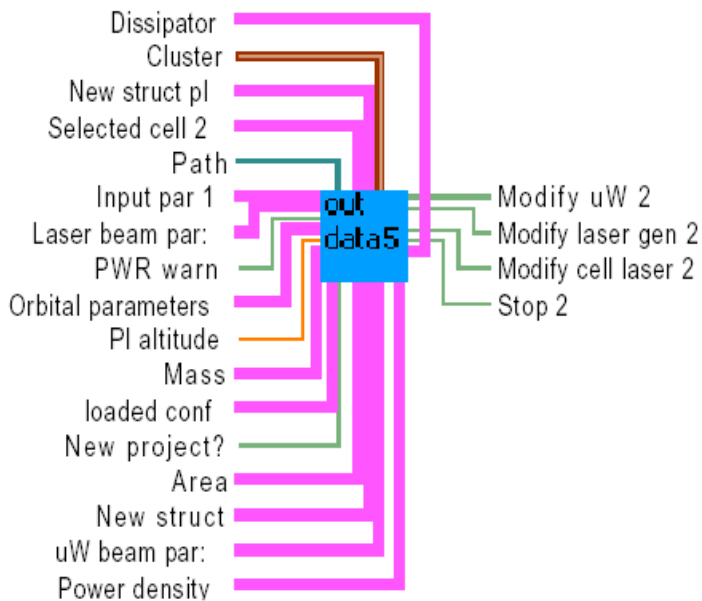 Dissipator
Cluster
New struct pl
Selected cell 2
Path
Input par 1
Laser beam par:
PWR warn
Orbital parameters
Pl altitude
Mass
loaded conf
New project?
Area
New struct
uW beam par:
Power density
out
data5
Modify uW 2
Modify laser gen 2
Modify cell laser 2
Stop 2